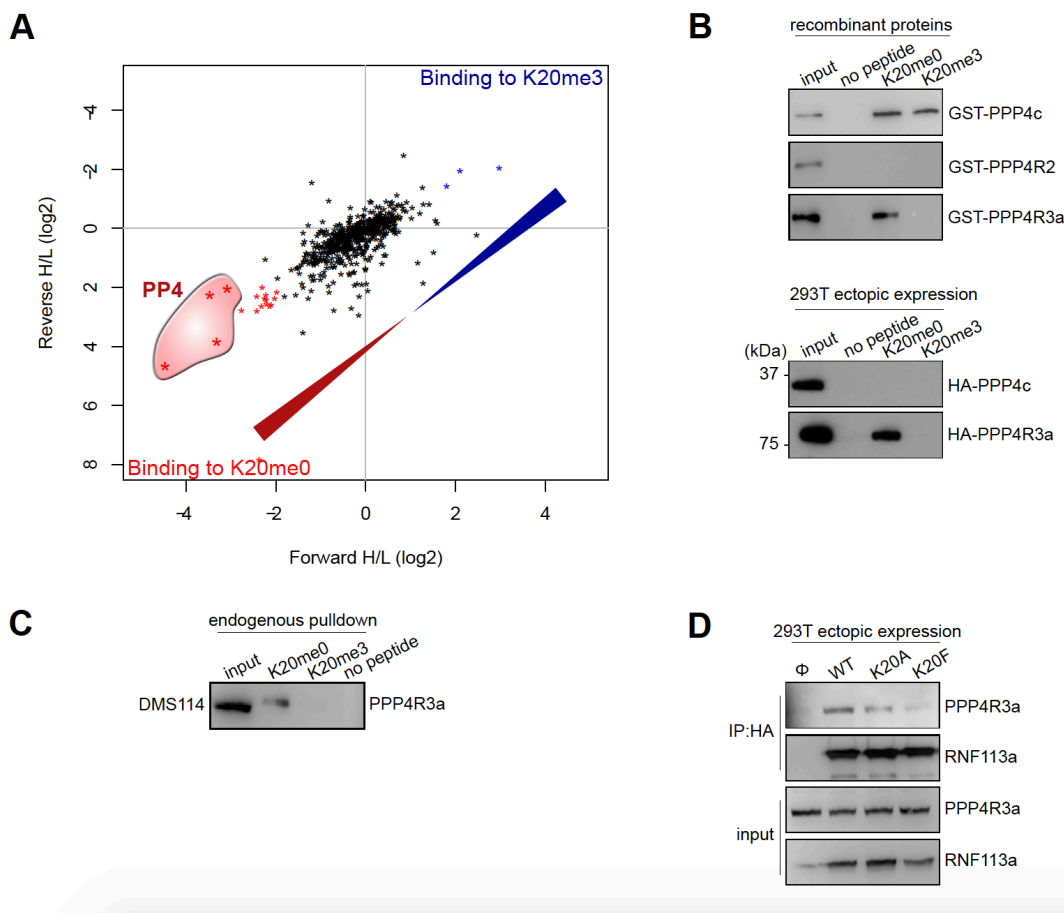 A
Binding to K20me3
PP4
Binding to K20me0
-4
-2
0
2
4
6
8
Reverse H/L (log2)
−4
−2
0
2
4
Forward H/L (log2)
B
recombinant proteins
input no peptide K20me0 K20me3
GST-PPP4c
GST-PPP4R2
GST-PPP4R3a
293T ectopic expression
input no peptide K20me0 K20me3
(kDa)
37
HA-PPP4c
75
HA-PPP4R3a
C
endogenous pulldown
input K20me0 K20me3 no peptide
DMS114 PPP4R3a
D
293T ectopic expression
Φ WT K20A K20F
IP:HA
PPP4R3a
RNF113a
input
PPP4R3a
RNF113a